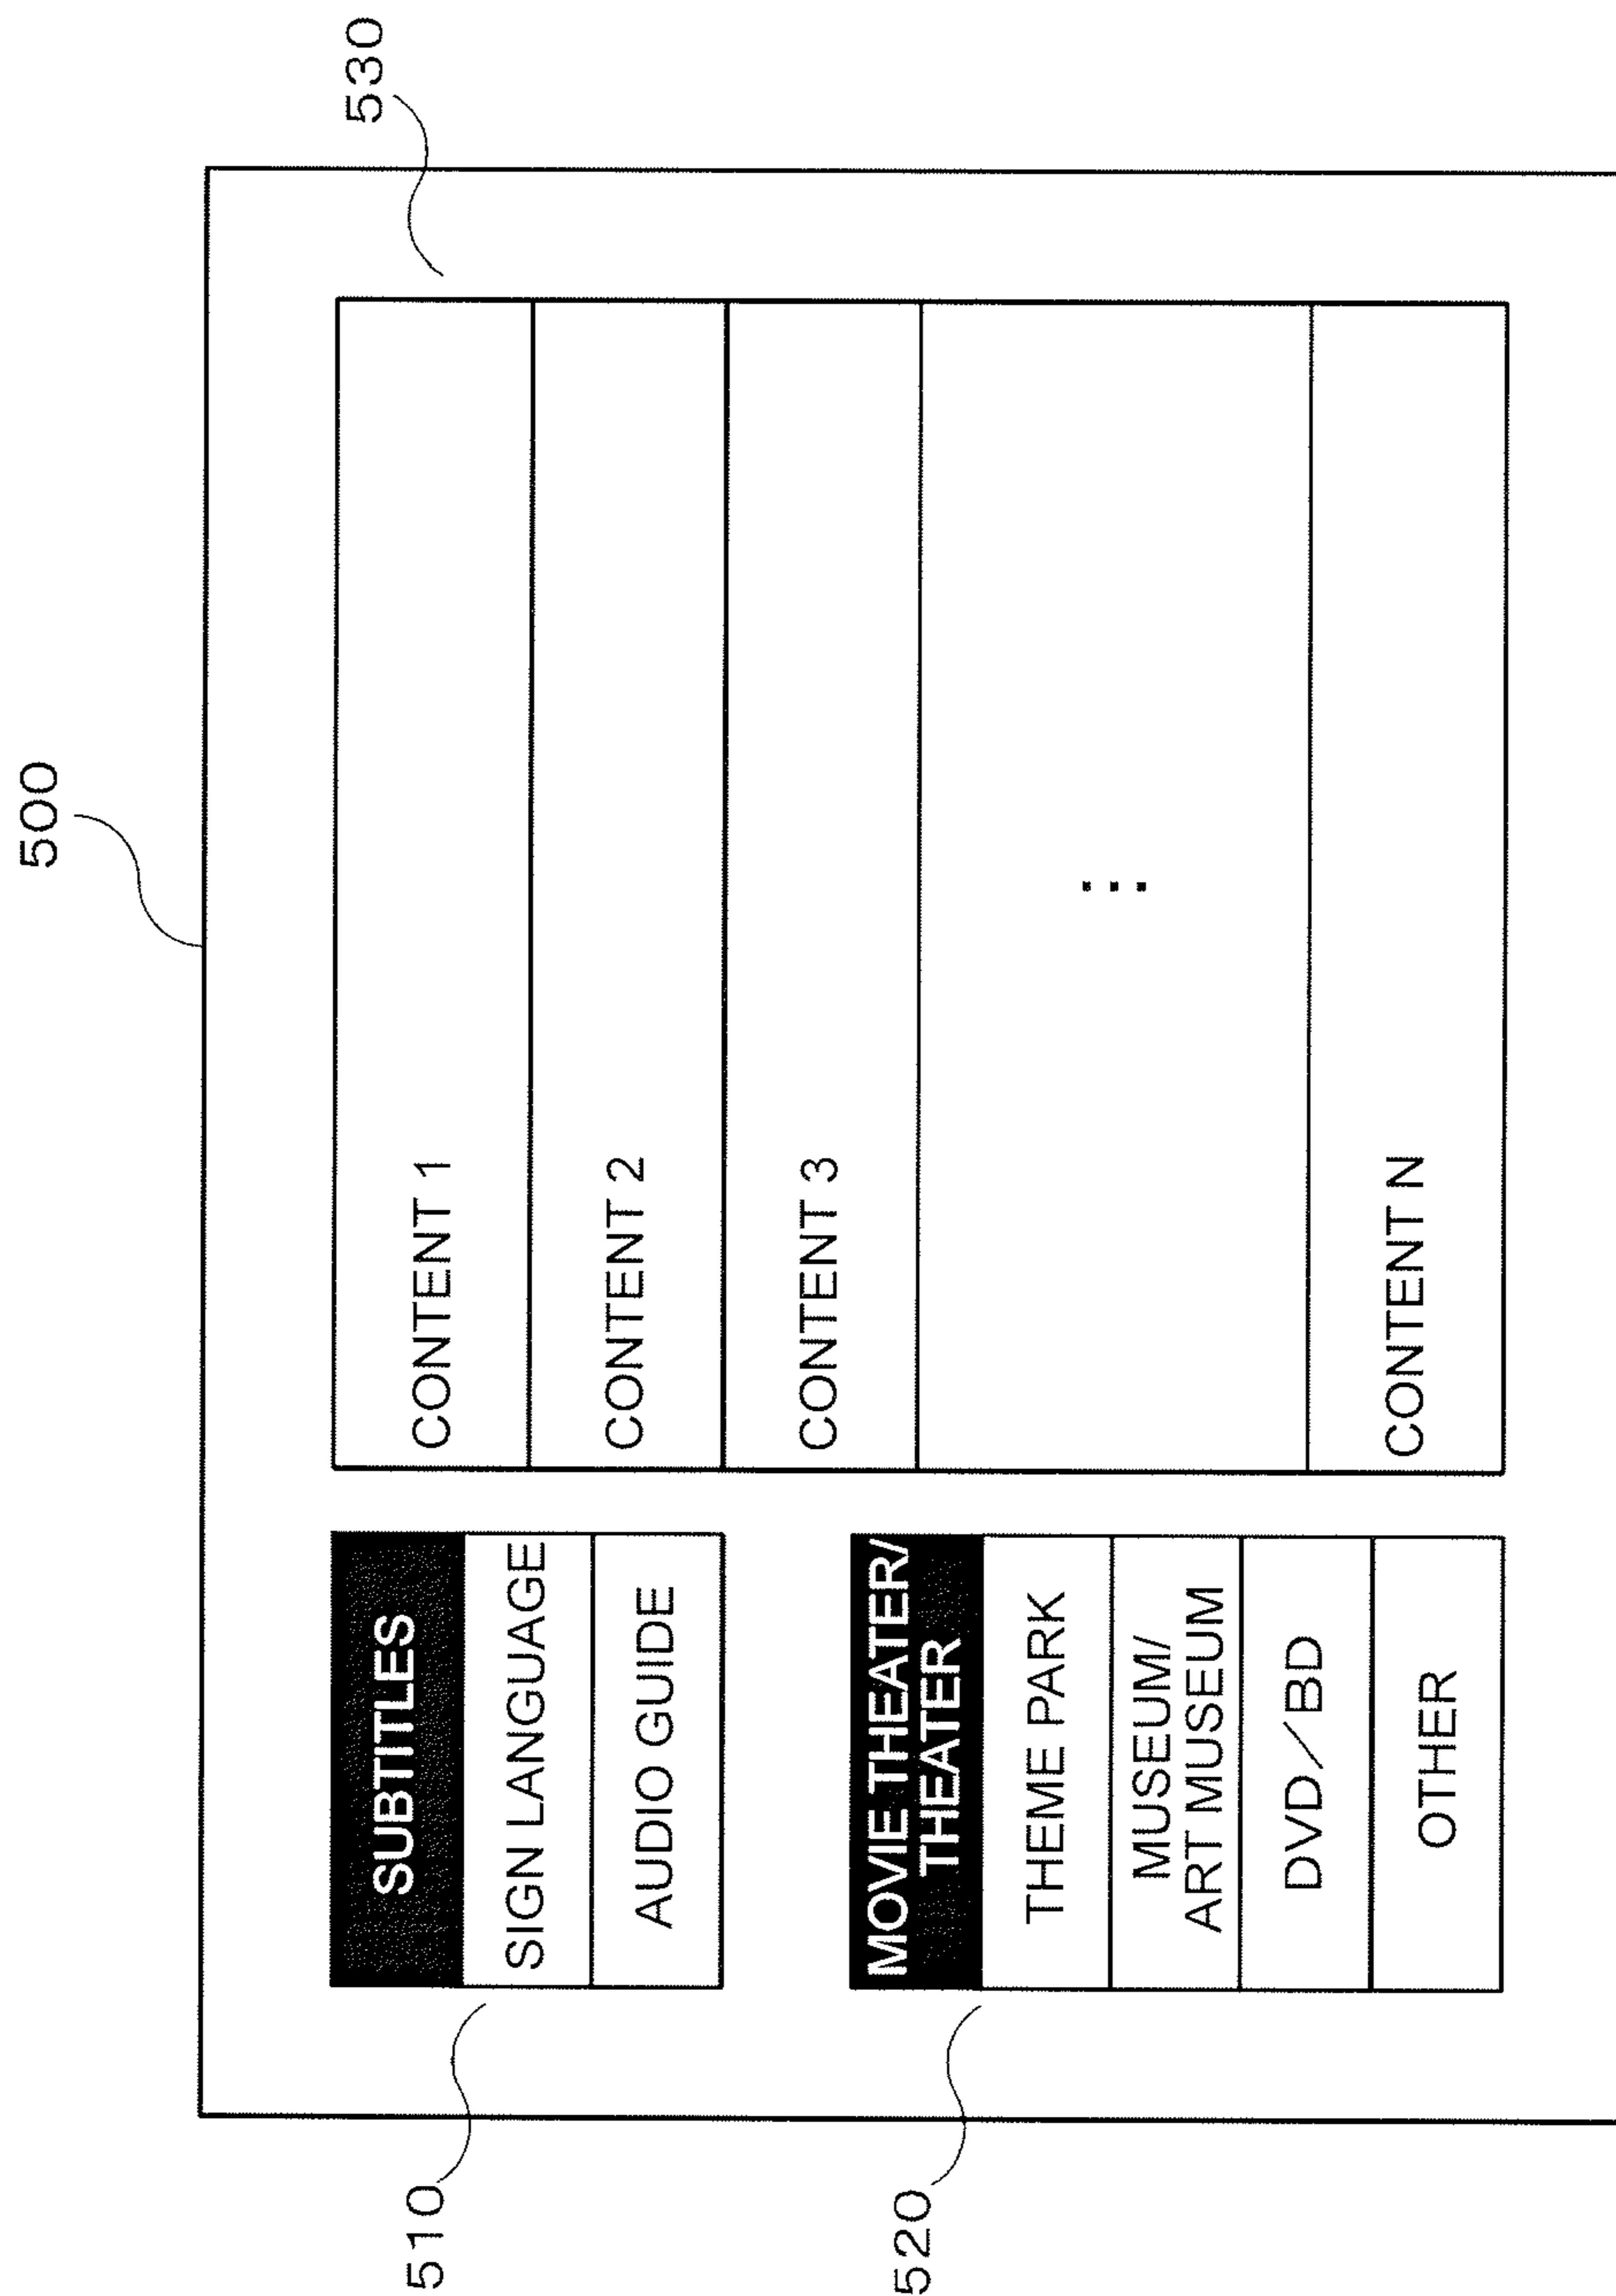 500
510
SUBTITLES
SIGN LANGUAGE
AUDIO GUIDE
520
MOVIE THEATER/
THEATER
THEME PARK
MUSEUM/
ART MUSEUM
DVD/BD
OTHER
530
CONTENT 1
CONTENT 2
CONTENT 3
...
CONTENT N